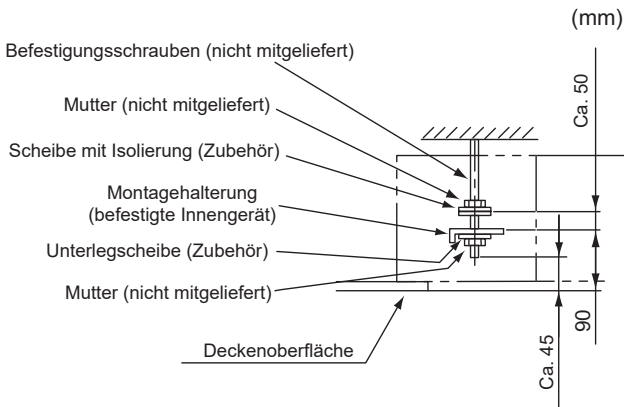 (mm)
Befestigungsschrauben (nicht mitgeliefert)
Mutter (nicht mitgeliefert)
Scheibe mit Isolierung (Zubehör)
Montagehalterung
(befestigte Innengerät)
Unterlegscheibe (Zubehör)
Mutter (nicht mitgeliefert)
Deckenoberfläche
Ca. 50
90
Ca. 45